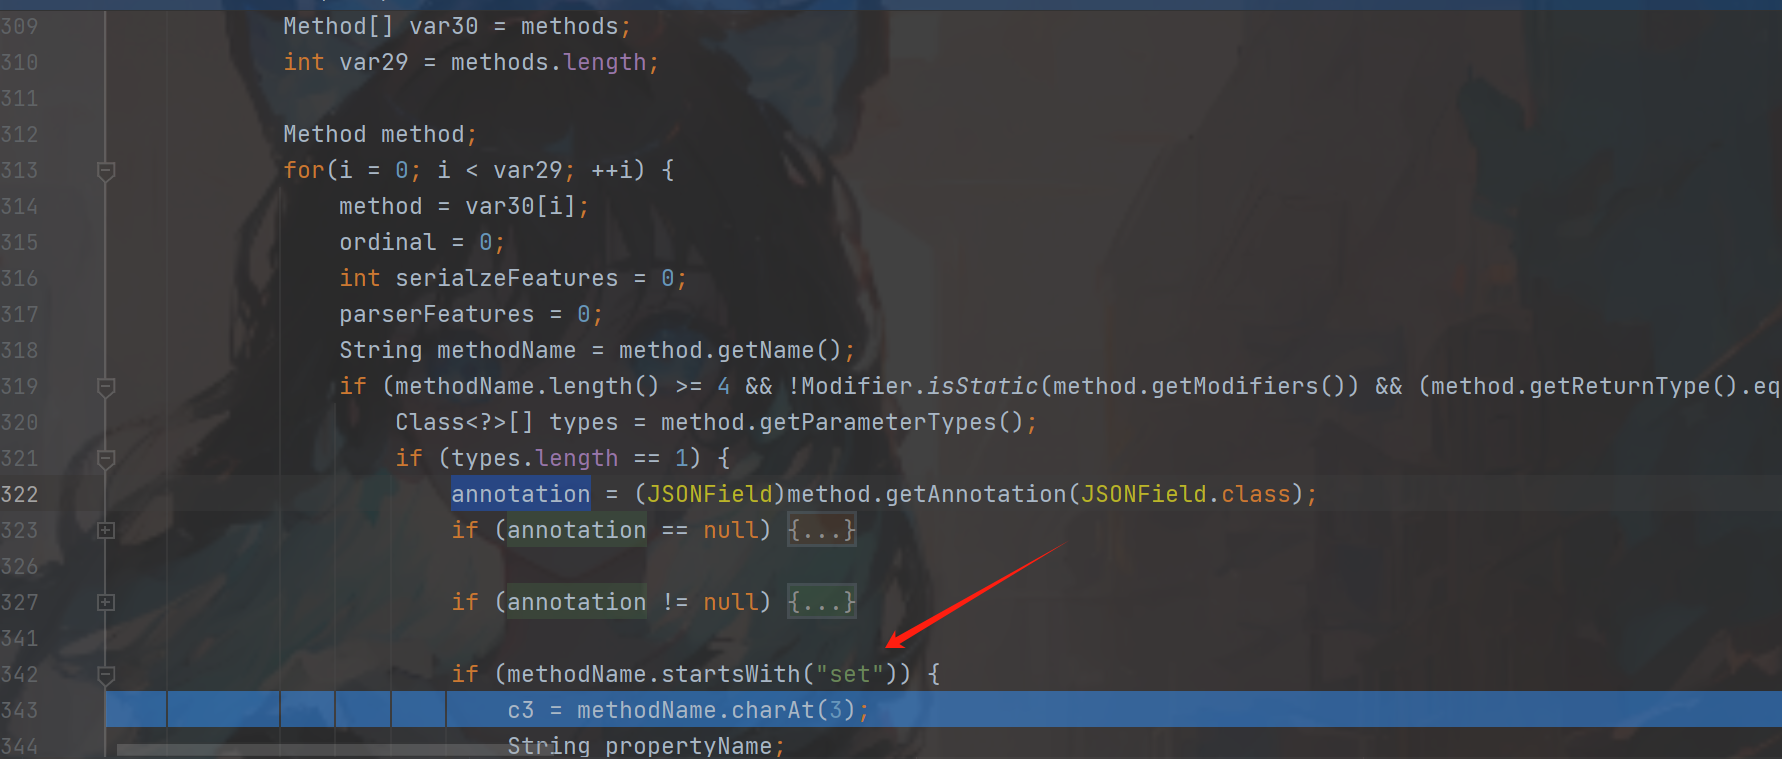 309 Method[] var30 = methods;
310 int var29 = methods.length;
311
312 Method method;
313 for(i = 0; i < var29; ++i) {
314 method = var30[i];
315 ordinal = 0;
316 int serialzeFeatures = 0;
317 parserFeatures = 0;
318 String methodName = method.getName();
319 if (methodName.length() >= 4 && !Modifier.isStatic(method.getModifiers()) && (method.getReturnType().eq
320 Class<?>[] types = method.getParameterTypes();
321 if (types.length == 1) {
322 annotation = (JSONField)method.getAnnotation(JSONField.class);
323 if (annotation == null) {...}
326
327 if (annotation != null) {...}
341
342 if (methodName.startsWith("set")) {
343 c3 = methodName.charAt(3);
344 String propertyName;